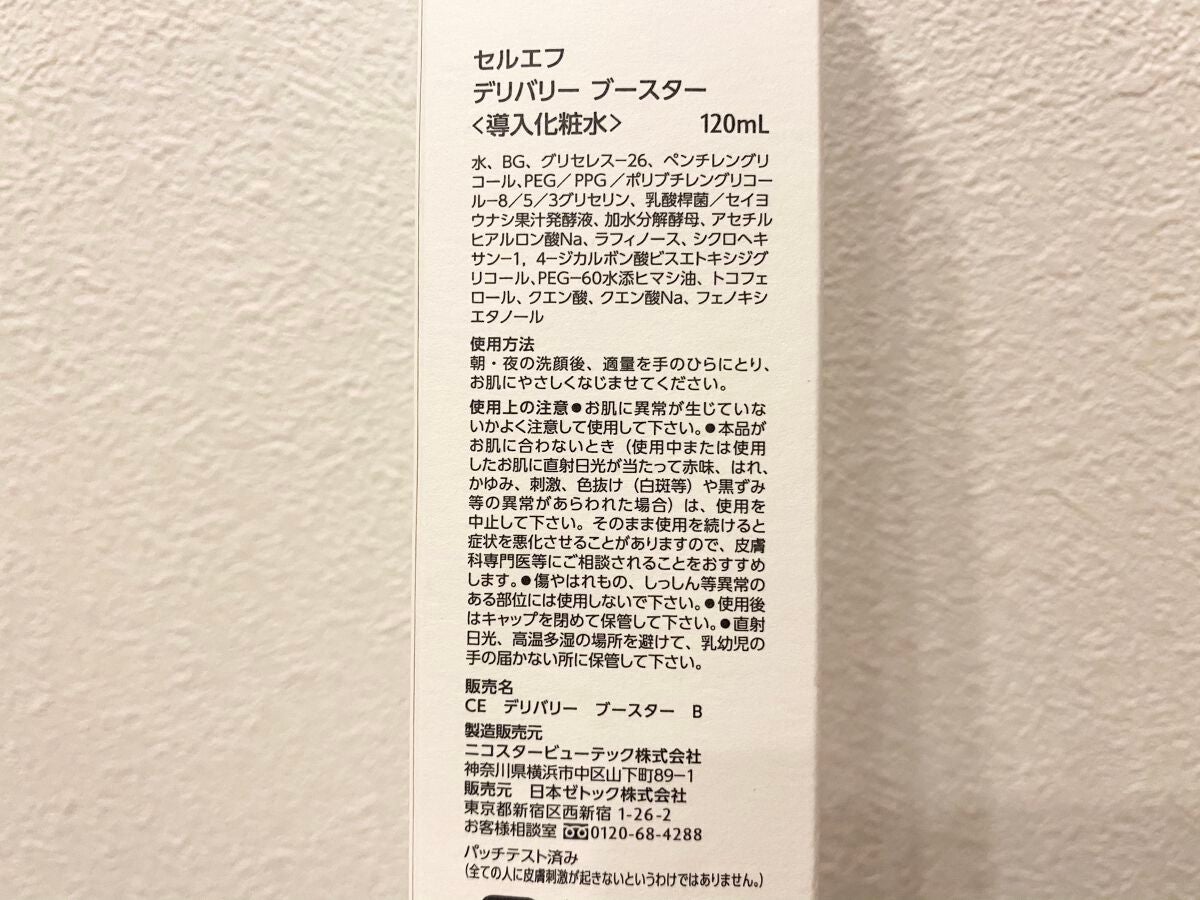 セルエフ
デリバリー ブースター
＜導入化粧水＞ 120mL
水、BG、グリセレス−26、ペンチレングリ
コール、PEG／PPG／ポリブチレングリコー
ル−8／5／3グリセリン、乳酸桿菌／セイヨ
ウナシ果汁発酵液、加水分解酵母、アセチル
ヒアルロン酸Na、ラフィノース、シクロヘキ
サン−1，4−ジカルボン酸ビスエトキシジグ
リコール、PEG−60水添ヒマシ油、トコフェ
ロール、クエン酸、クエン酸Na、フェノキシ
エタノール
使用方法
朝・夜の洗顔後、適量を手のひらにとり、
お肌にやさしくなじませてください。
使用上の注意●お肌に異常が生じていな
いかよく注意して使用して下さい。●本品が
お肌に合わないとき（使用中または使用
したお肌に直射日光が当たって赤味、はれ、
かゆみ、刺激、色抜け（白斑等）や黒ずみ
等の異常があらわれた場合）は、使用を
中止して下さい。そのまま使用を続けると
症状を悪化させることがありますので、皮膚
科専門医等にご相談されることをおすすめ
します。●傷やはれもの、しっしん等異常の
ある部位には使用しないで下さい。●使用後
はキャップを閉めて保管して下さい。●直射
日光、高温多湿の場所を避けて、乳幼児の
手の届かない所に保管して下さい。
販売名
CE デリバリー ブースター B
製造販売元
ニコスタービューテック株式会社
神奈川県横浜市中区山下町89−1
販売元 日本ゼトック株式会社
東京都新宿区西新宿 1-26-2
お客様相談室 0120-68-4288
パッチテスト済み
（全ての人に皮膚刺激が起きないというわけではありません。）